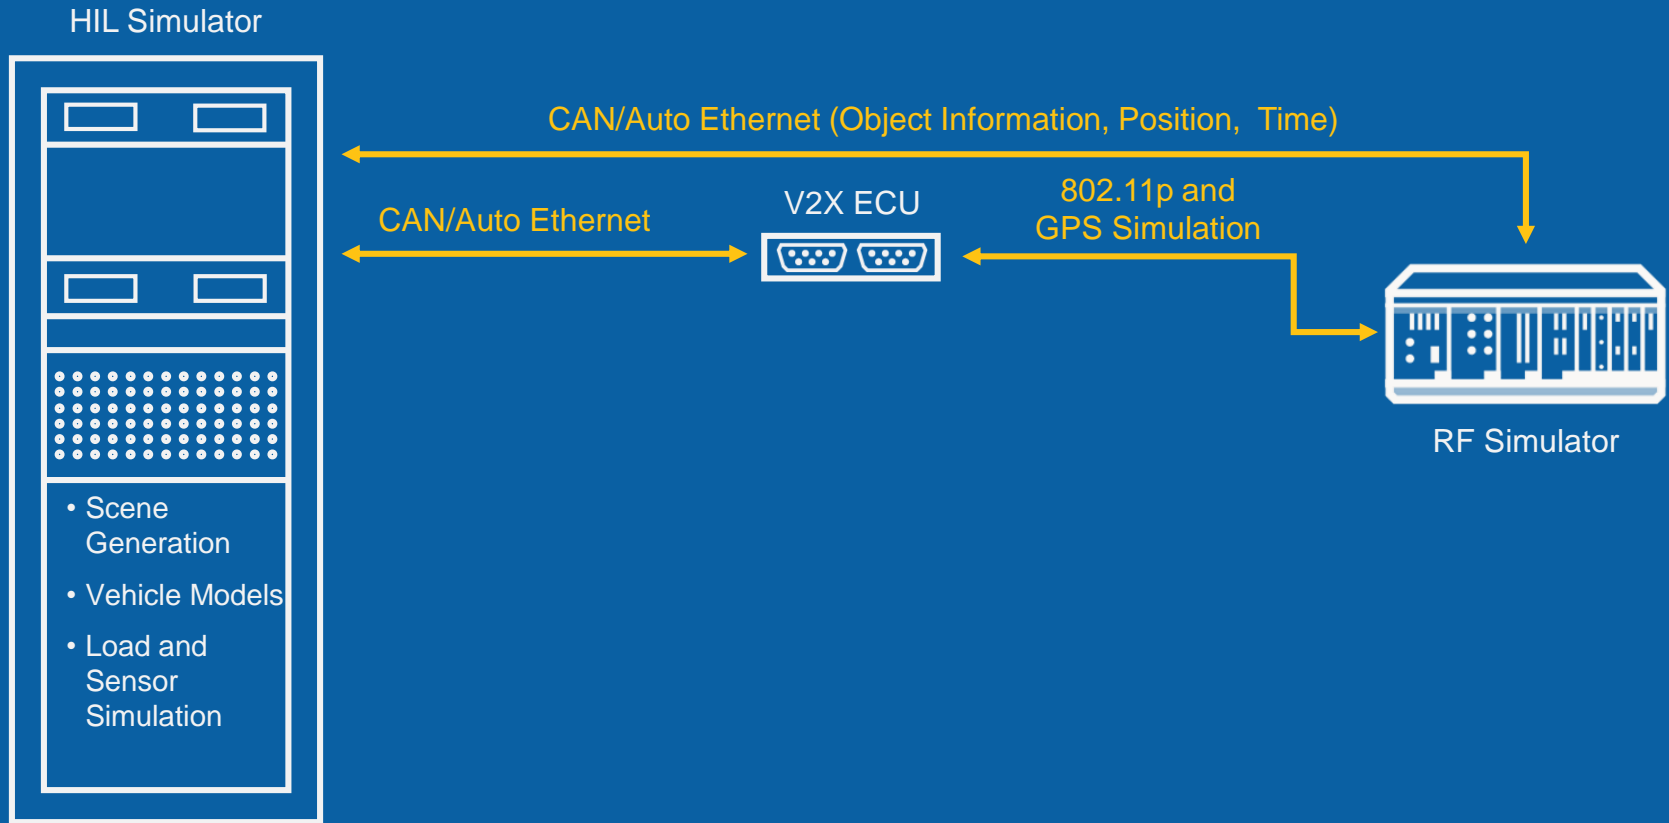 HIL Simulator
CAN/Auto Ethernet (Object Information, Position, Time)
CAN/Auto Ethernet
V2X ECU
802.11p and
GPS Simulation
RF Simulator
• Scene
Generation
• Vehicle Models
• Load and
Sensor
Simulation